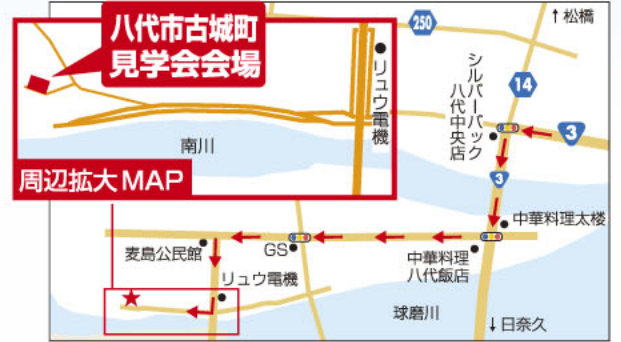 八代市古城町
見学会会場
リュウ電機
南川
周辺拡大MAP
250
↑松橋
14
シルバーバック
八代中央店
3
3
中華料理太楼
麦島公民館
GS
中華料理
八代飯店
リュウ電機
球磨川
↓日奈久